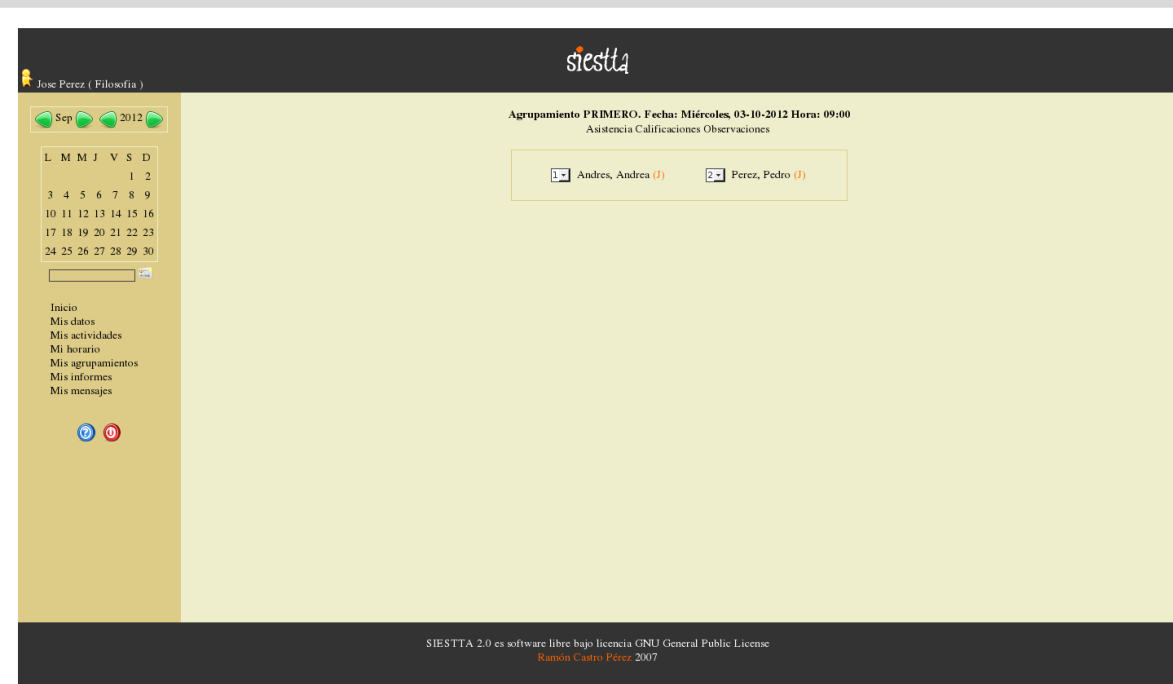 siestta
Jose Perez ( Filosofia )
Sep 2012
L M M J V S D
1 2
3 4 5 6 7 8 9
10 11 12 13 14 15 16
17 18 19 20 21 22 23
24 25 26 27 28 29 30
Inicio
Mis datos
Mis actividades
Mi horario
Mis agrupamientos
Mis informes
Mis mensajes
?
Agrupamiento PRIMERO. Fecha: Miércoles, 03-10-2012 Hora: 09:00
Asistencia Calificaciones Observaciones
1 Andres, Andrea (J) 2 Perez, Pedro (J)
SIESTTA 2.0 es software libre bajo licencia GNU General Public License
Ramón Castro Pérez 2007